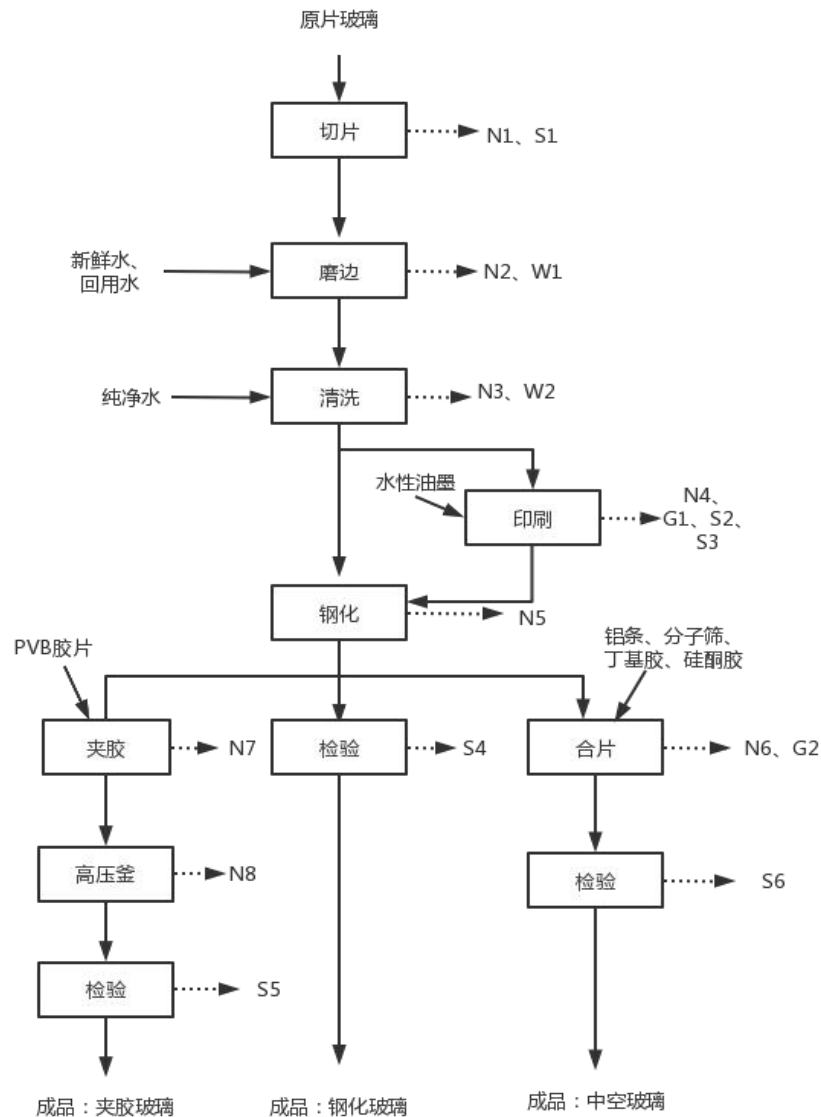 原片玻璃
切片
N1、S1
新鲜水、
回用水
磨边
N2、W1
纯净水
清洗
N3、W2
水性油墨
印刷
N4、
G1、S2、
S3
钢化
N5
PVB胶片
铝条、分子筛、
丁基胶、硅酮胶
夹胶
N7
检验
S4
合片
N6、G2
高压釜
N8
检验
S6
检验
S5
成品：夹胶玻璃
成品：钢化玻璃
成品：中空玻璃